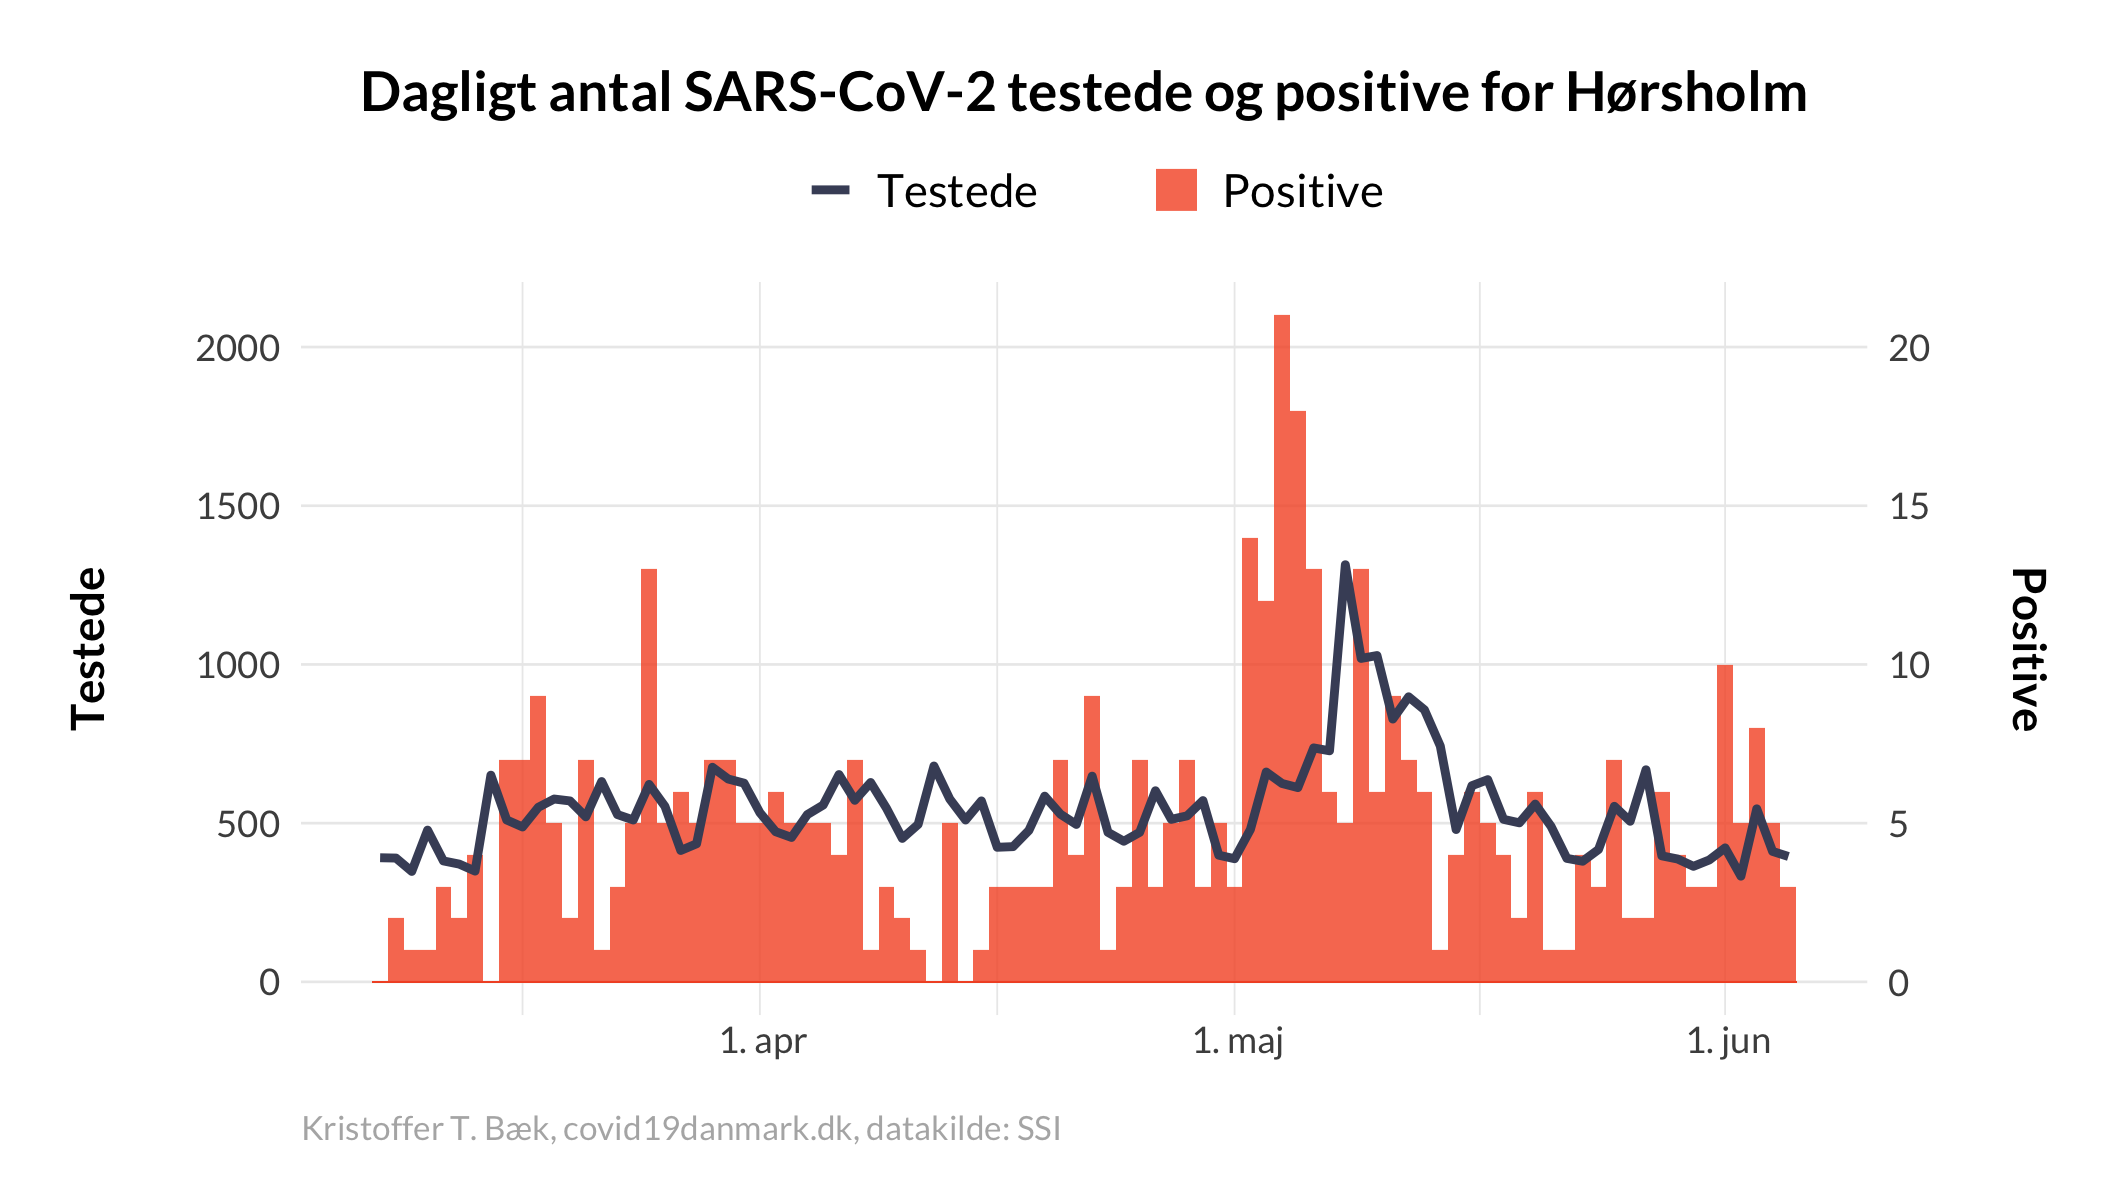 Dagligt antal SARS-CoV-2 testede og positive for Hørsholm
Testede Positive
2000 20
1500 15
1000 10
500 5
0 0
Testede
Positive
1. apr 1. maj 1. jun
Kristoffer T. Bæk, covid19danmark.dk, datakilde: SSI